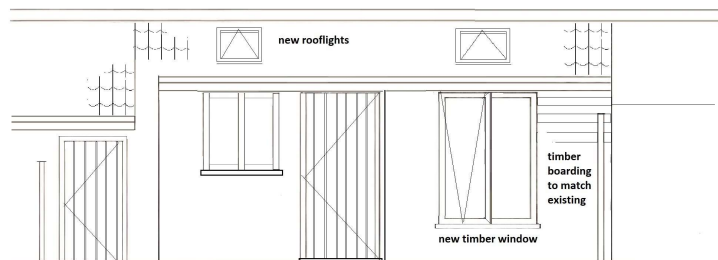 new rooflights
timber
boarding
to match
existing
new timber window